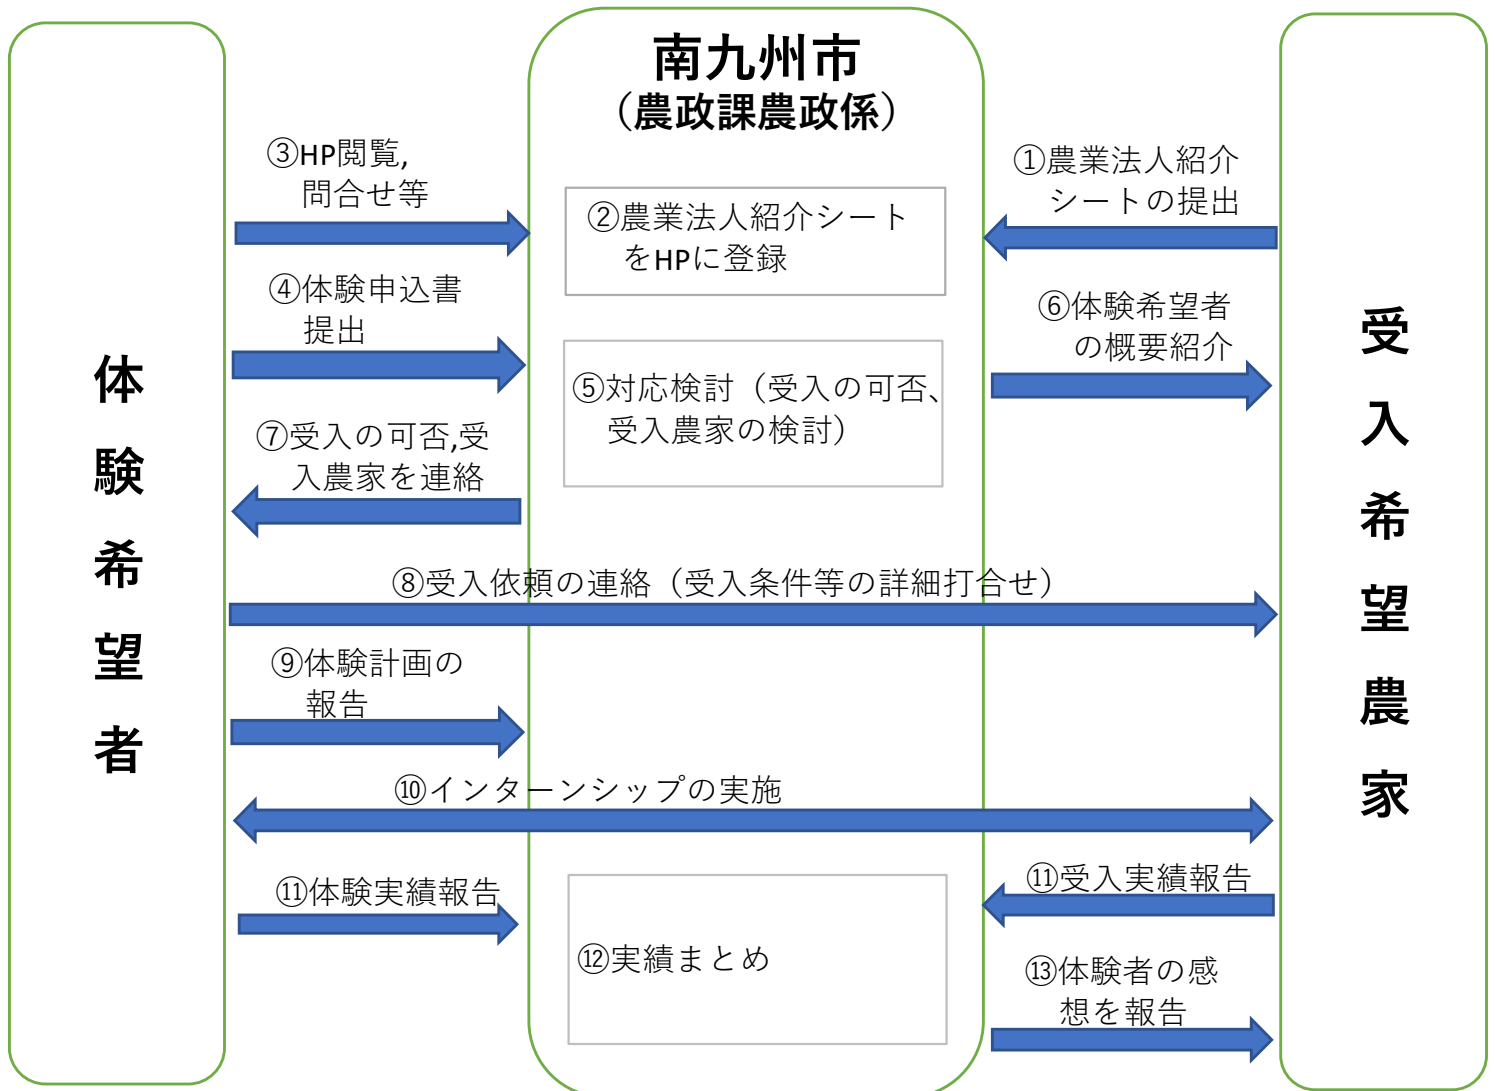 南九州市
（農政課農政係）
体験希望者
受入希望農家
①農業法人紹介
シートの提出
②農業法人紹介シート
をHPに登録
③HP閲覧,
問合せ等
④体験申込書
提出
⑤対応検討（受入の可否、
受入農家の検討）
⑥体験希望者
の概要紹介
⑦受入の可否,受
入農家を連絡
⑧受入依頼の連絡（受入条件等の詳細打合せ）
⑨体験計画の
報告
⑩インターンシップの実施
⑪体験実績報告
⑪受入実績報告
⑫実績まとめ
⑬体験者の感
想を報告